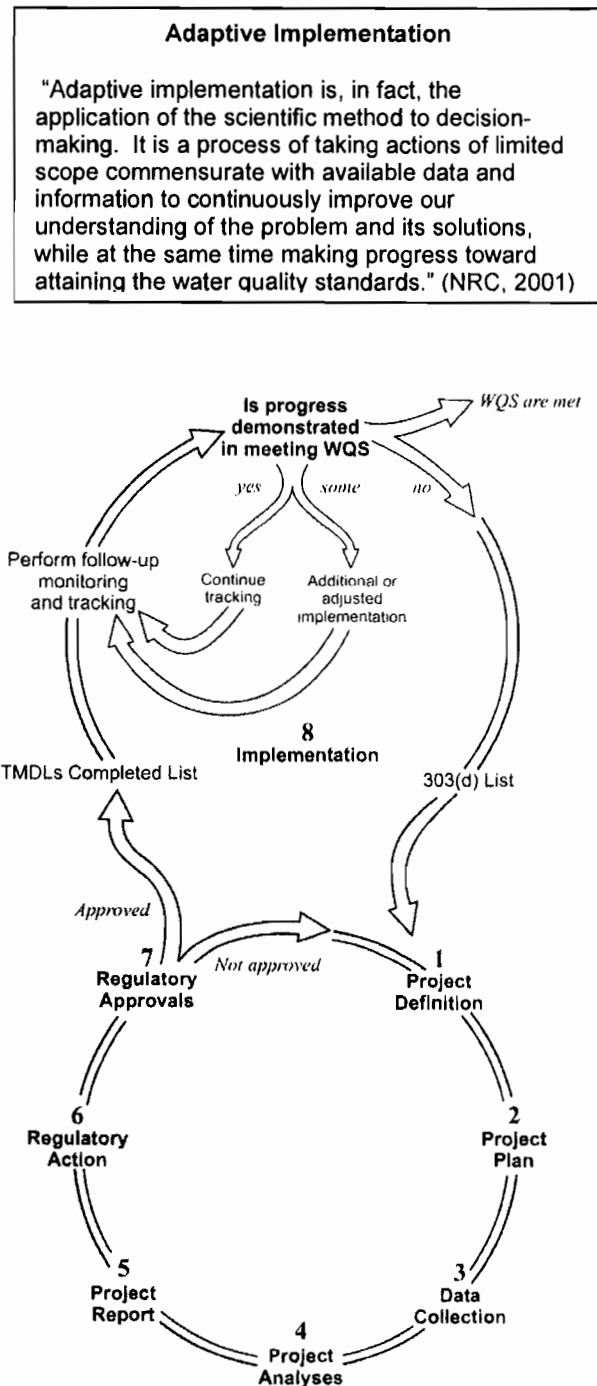 Adaptive Implementation
“Adaptive implementation is, in fact, the
application of the scientific method to decision-
making. It is a process of taking actions of limited
scope commensurate with available data and
information to continuously improve our
understanding of the problem and its solutions,
while at the same time making progress toward
attaining the water quality standards.” (NRC, 2001)
Is progress
demonstrated
in meeting WQS
WQS are met
yes
some
no
Perform follow-up
monitoring
and tracking
Continue
tracking
Additional or
adjusted
implementation
8
Implementation
TMDLs Completed List
303(d) List
Approved
Not approved
7
Regulatory
Approvals
1
Project
Definition
6
Regulatory
Action
2
Project
Plan
5
Project
Report
3
Data
Collection
4
Project
Analyses